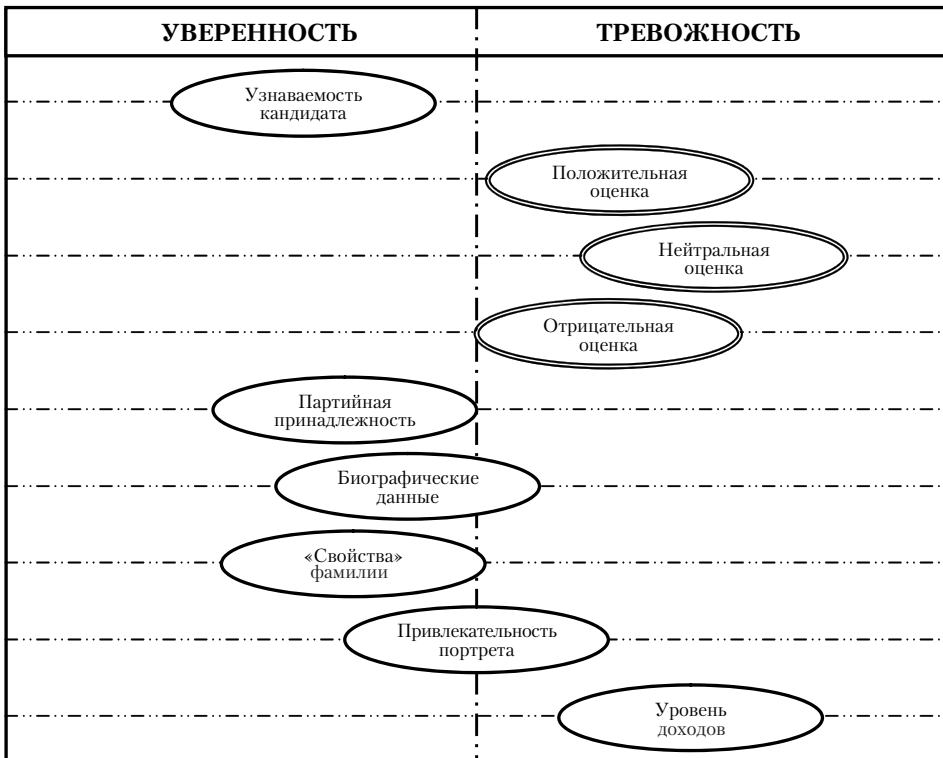 УВЕРЕННОСТЬ
ТРЕВОЖНОСТЬ
Узнаваемость
кандидата
Положительная
оценка
Нейтральная
оценка
Отрицательная
оценка
Партийная
принадлежность
Биографические
данные
«Свойства»
фамилии
Привлекательность
портрета
Уровень
доходов